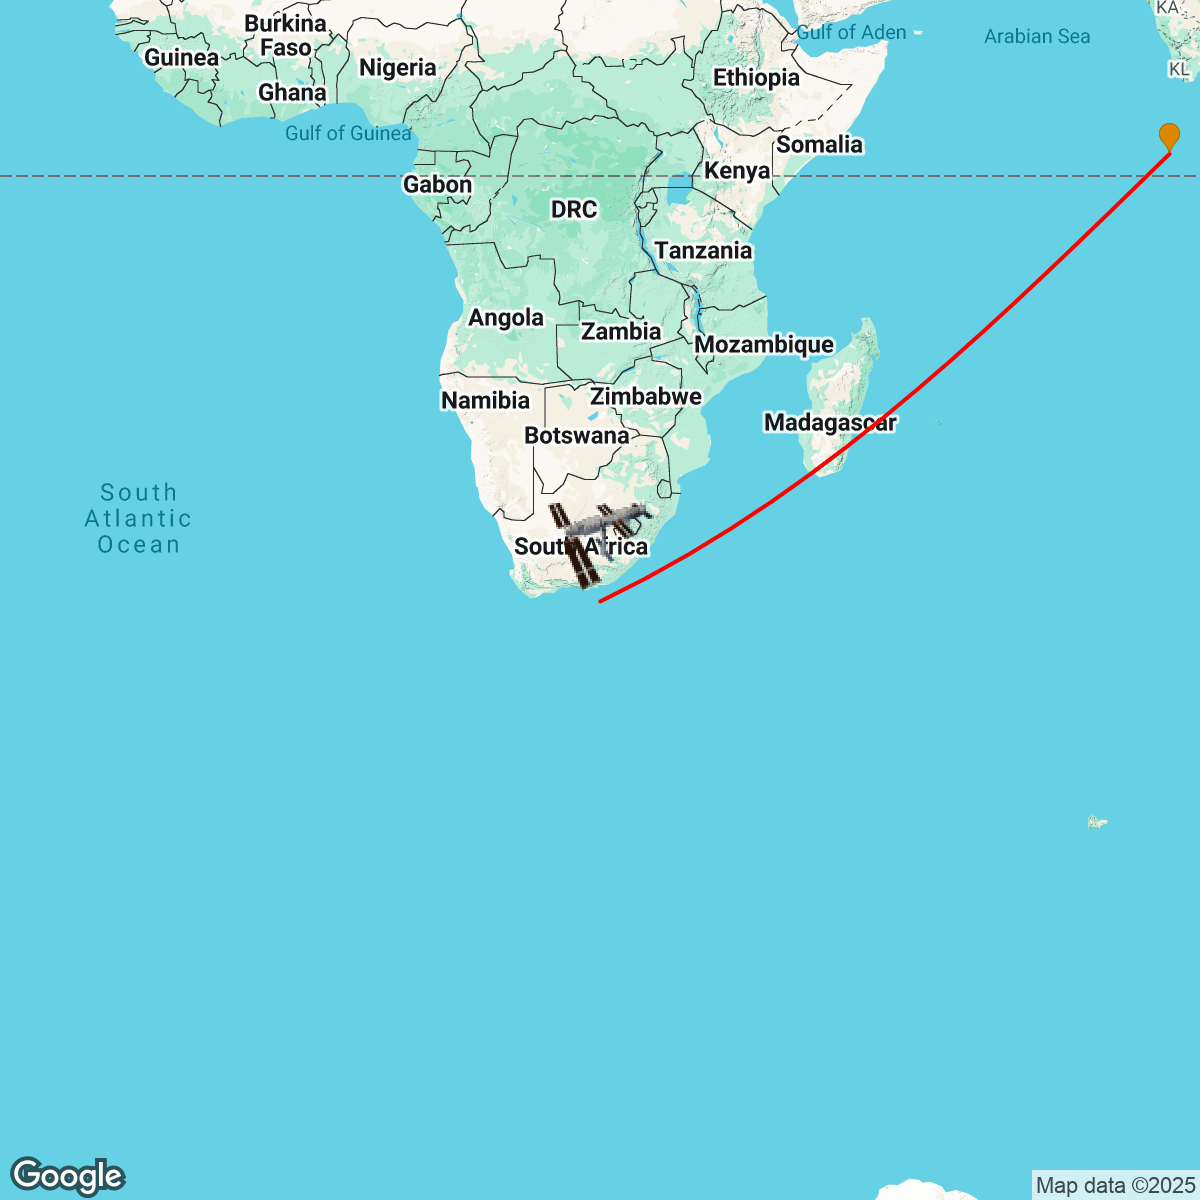 KA
Burkina
Faso
Gulf of Aden
Arabian Sea
Guinea
Nigeria
KL
Ethiopia
Ghana
Gulf of Guinea
Somalia
Kenya
Gabon
DRC
Tanzania
Angola
Zambia
Mozambique
Zimbabwe
Namibia
Madagascar
Botswana
South
Atlantic
Ocean
South Africa
Google
Map data ©2025